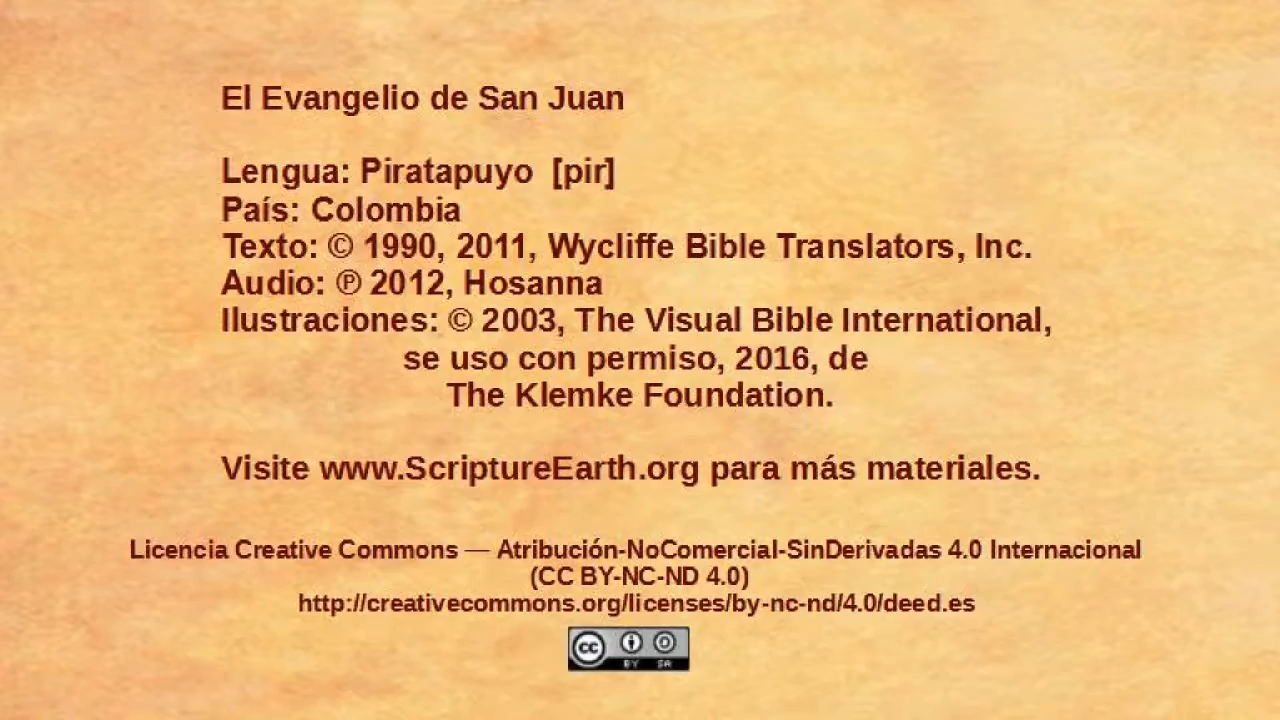 El Evangelio de San Juan
Lengua: Piratapuyo [pir]
País: Colombia
Texto: © 1990, 2011, Wycliffe Bible Translators, Inc.
Audio: ℗ 2012, Hosanna
Ilustraciones: © 2003, The Visual Bible International,
se uso con permiso, 2016, de
The Klemke Foundation.
Visite www.ScriptureEarth.org para más materiales.
Licencia Creative Commons — Atribución-NoComercial-SinDerivadas 4.0 Internacional
(CC BY-NC-ND 4.0)
http://creativecommons.org/licenses/by-nc-nd/4.0/deed.es
cc BY SA